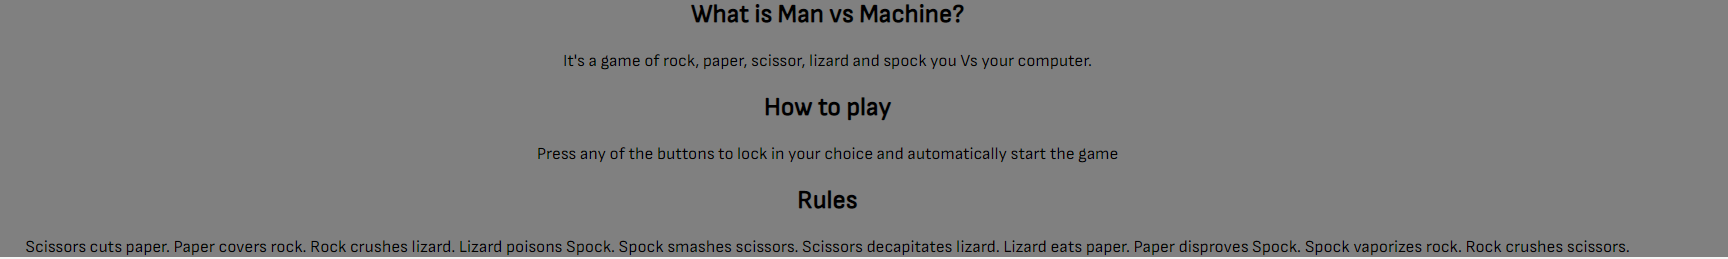 What is Man vs Machine?
It's a game of rock, paper, scissor, lizard and spock you Vs your computer.
How to play
Press any of the buttons to lock in your choice and automatically start the game
Rules
Scissors cuts paper. Paper covers rock. Rock crushes lizard. Lizard poisons Spock. Spock smashes scissors. Scissors decapitates lizard. Lizard eats paper. Paper disproves Spock. Spock vaporizes rock. Rock crushes scissors.